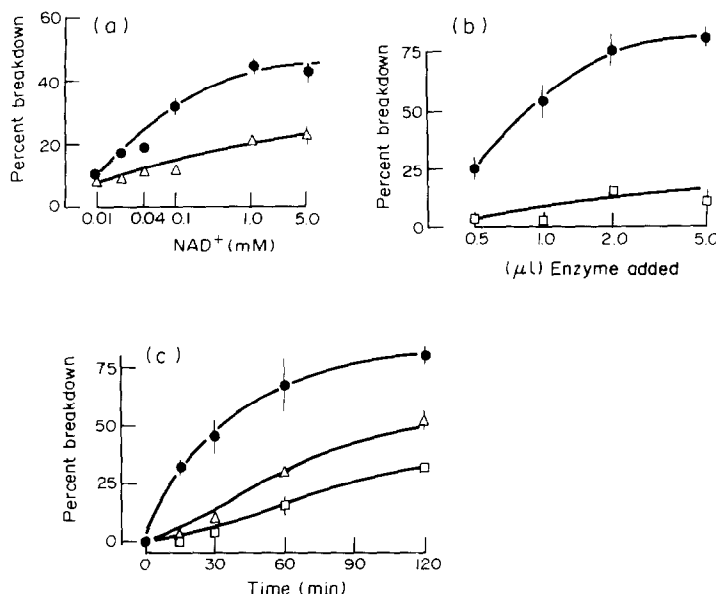 (a)
Percent breakdown
60
40
20
0
0.01 0.04 0.1 1.0 5.0
NAD+ (mM)
(b)
Percent breakdown
75
50
25
0
0.5 1.0 2.0 5.0
(μl) Enzyme added
(c)
Percent breakdown
75
50
25
0
0 30 60 90 120
Time (min)